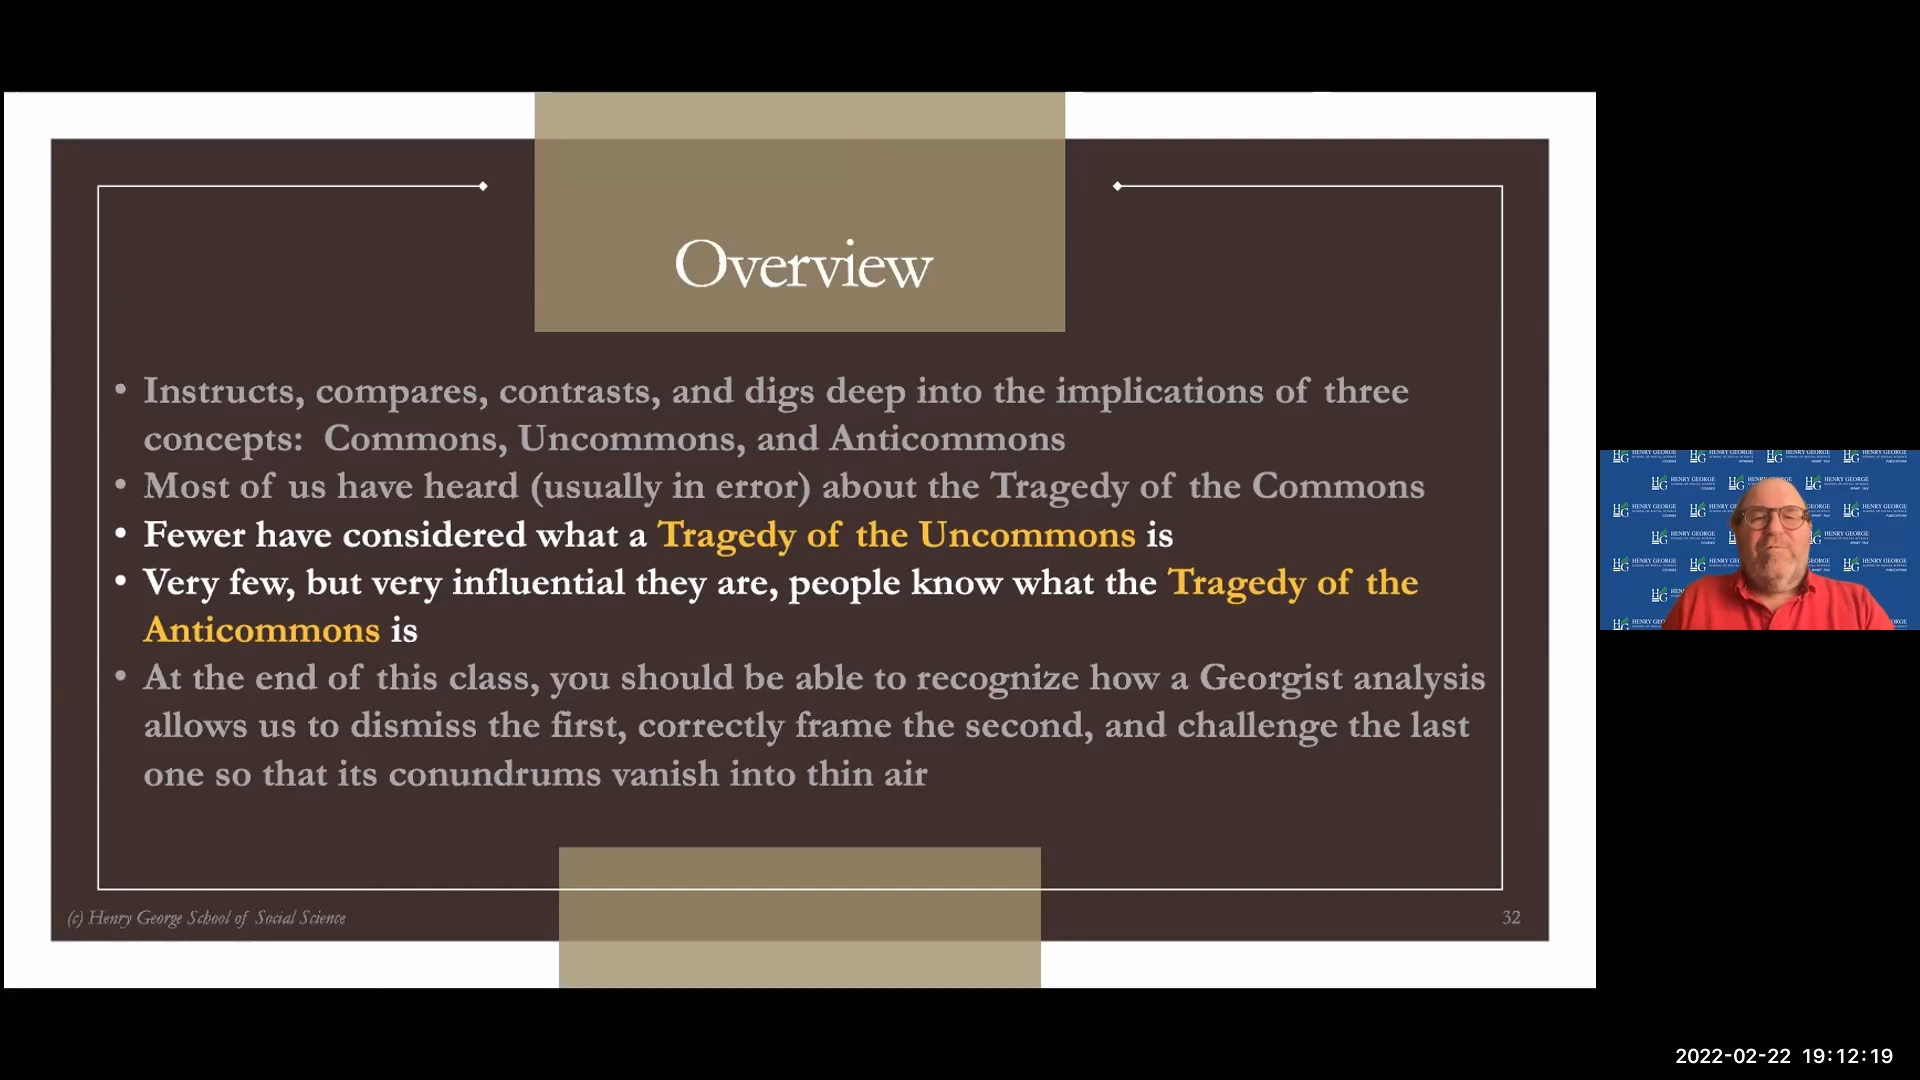 Overview
• Instructs, compares, contrasts, and digs deep into the implications of three
concepts: Commons, Uncommons, and Anticommons
• Most of us have heard (usually in error) about the Tragedy of the Commons
• Fewer have considered what a Tragedy of the Uncommons is
• Very few, but very influential they are, people know what the Tragedy of the
Anticommons is
• At the end of this class, you should be able to recognize how a Georgist analysis
allows us to dismiss the first, correctly frame the second, and challenge the last
one so that its conundrums vanish into thin air
(c) Henry George School of Social Science
32
HG HENRY GEORGE
2022-02-22 19:12:19